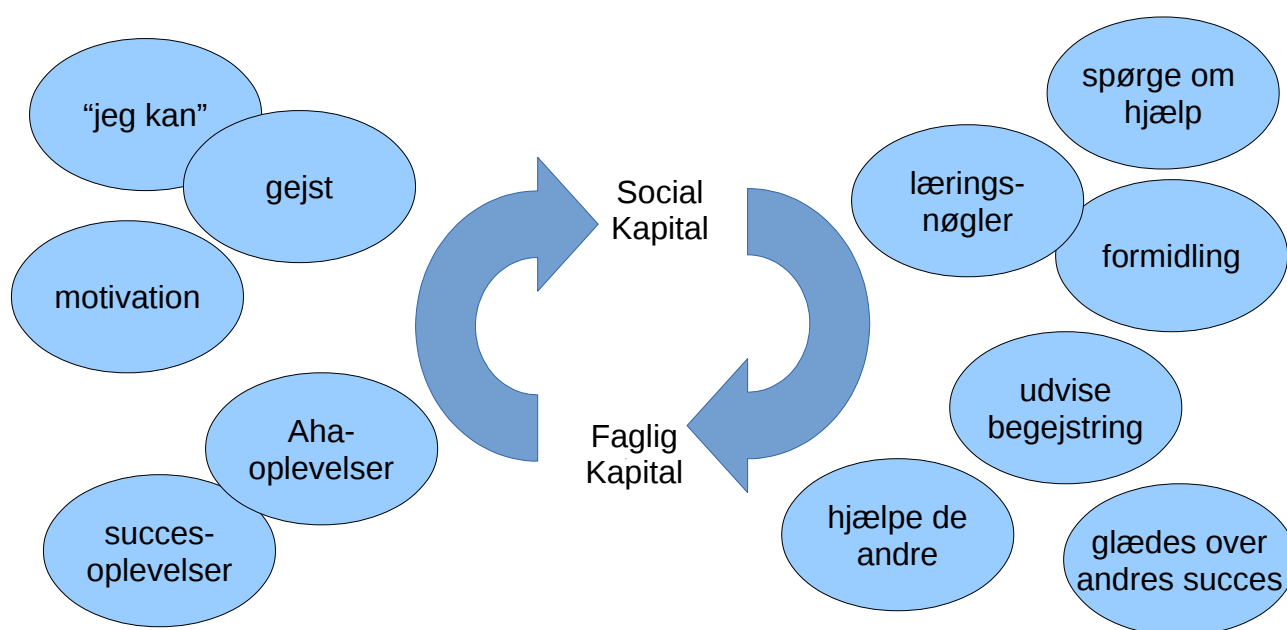 “jeg kan”
gejst
motivation
Aha-
oplevelser
succes-
oplevelser
Social
Kapital
Faglig
Kapital
spørge om
hjælp
lærings-
nøgler
formidling
udvise
begejstring
hjælpe de
andre
glædes over
andres succes